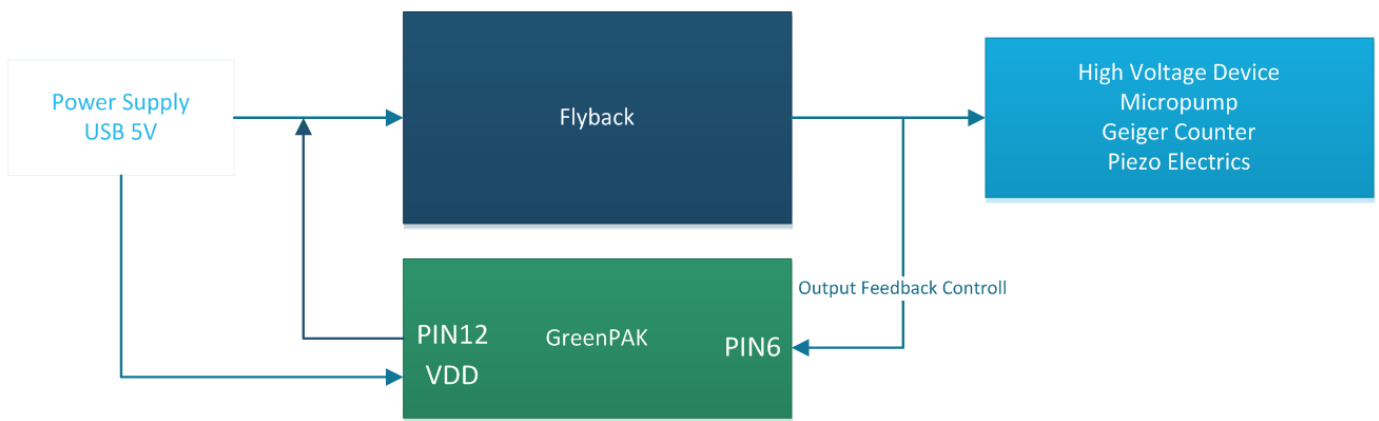 Power Supply
USB 5V
Flyback
High Voltage Device
Micropump
Geiger Counter
Piezo Electrics
Output Feedback Controll
PIN12
GreenPAK
PIN6
VDD